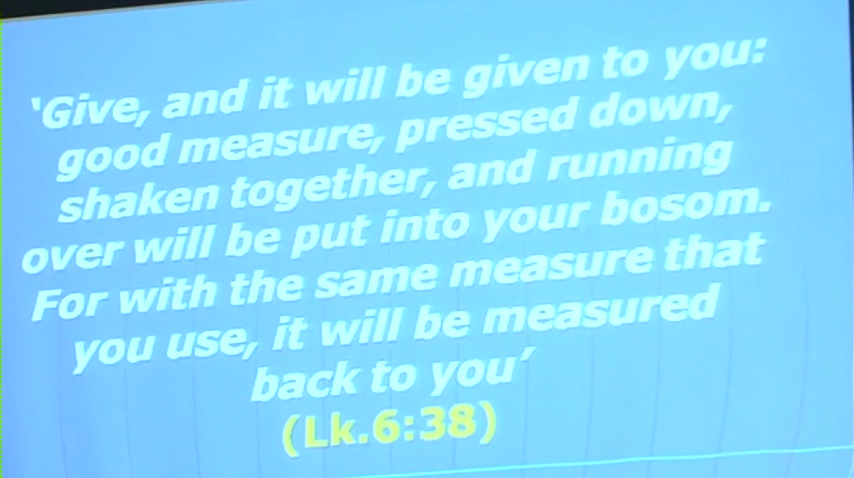 ‘Give, and it will be given to you:
good measure, pressed down,
shaken together, and running
over will be put into your bosom.
For with the same measure that
you use, it will be measured
back to you’
(Lk.6:38)